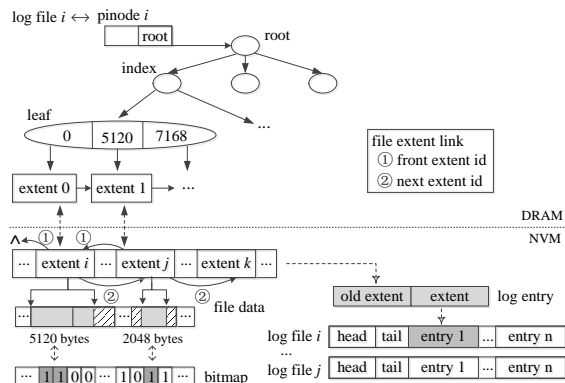 log file i ↔ pinode i
root
root
index
leaf
0 5120 7168
...
extent 0 extent 1 ...
file extent link
① front extent id
② next extent id
DRAM
NVM
^ ① ①
... extent i ... extent j ... extent k ...
② ②
... ... ... file data
5120 bytes 2048 bytes
... 1 1 0 0 ... 1 0 1 1 ... bitmap
old extent extent log entry
log file i head tail entry 1 ... entry n
...
log file j head tail entry 1 ... entry n